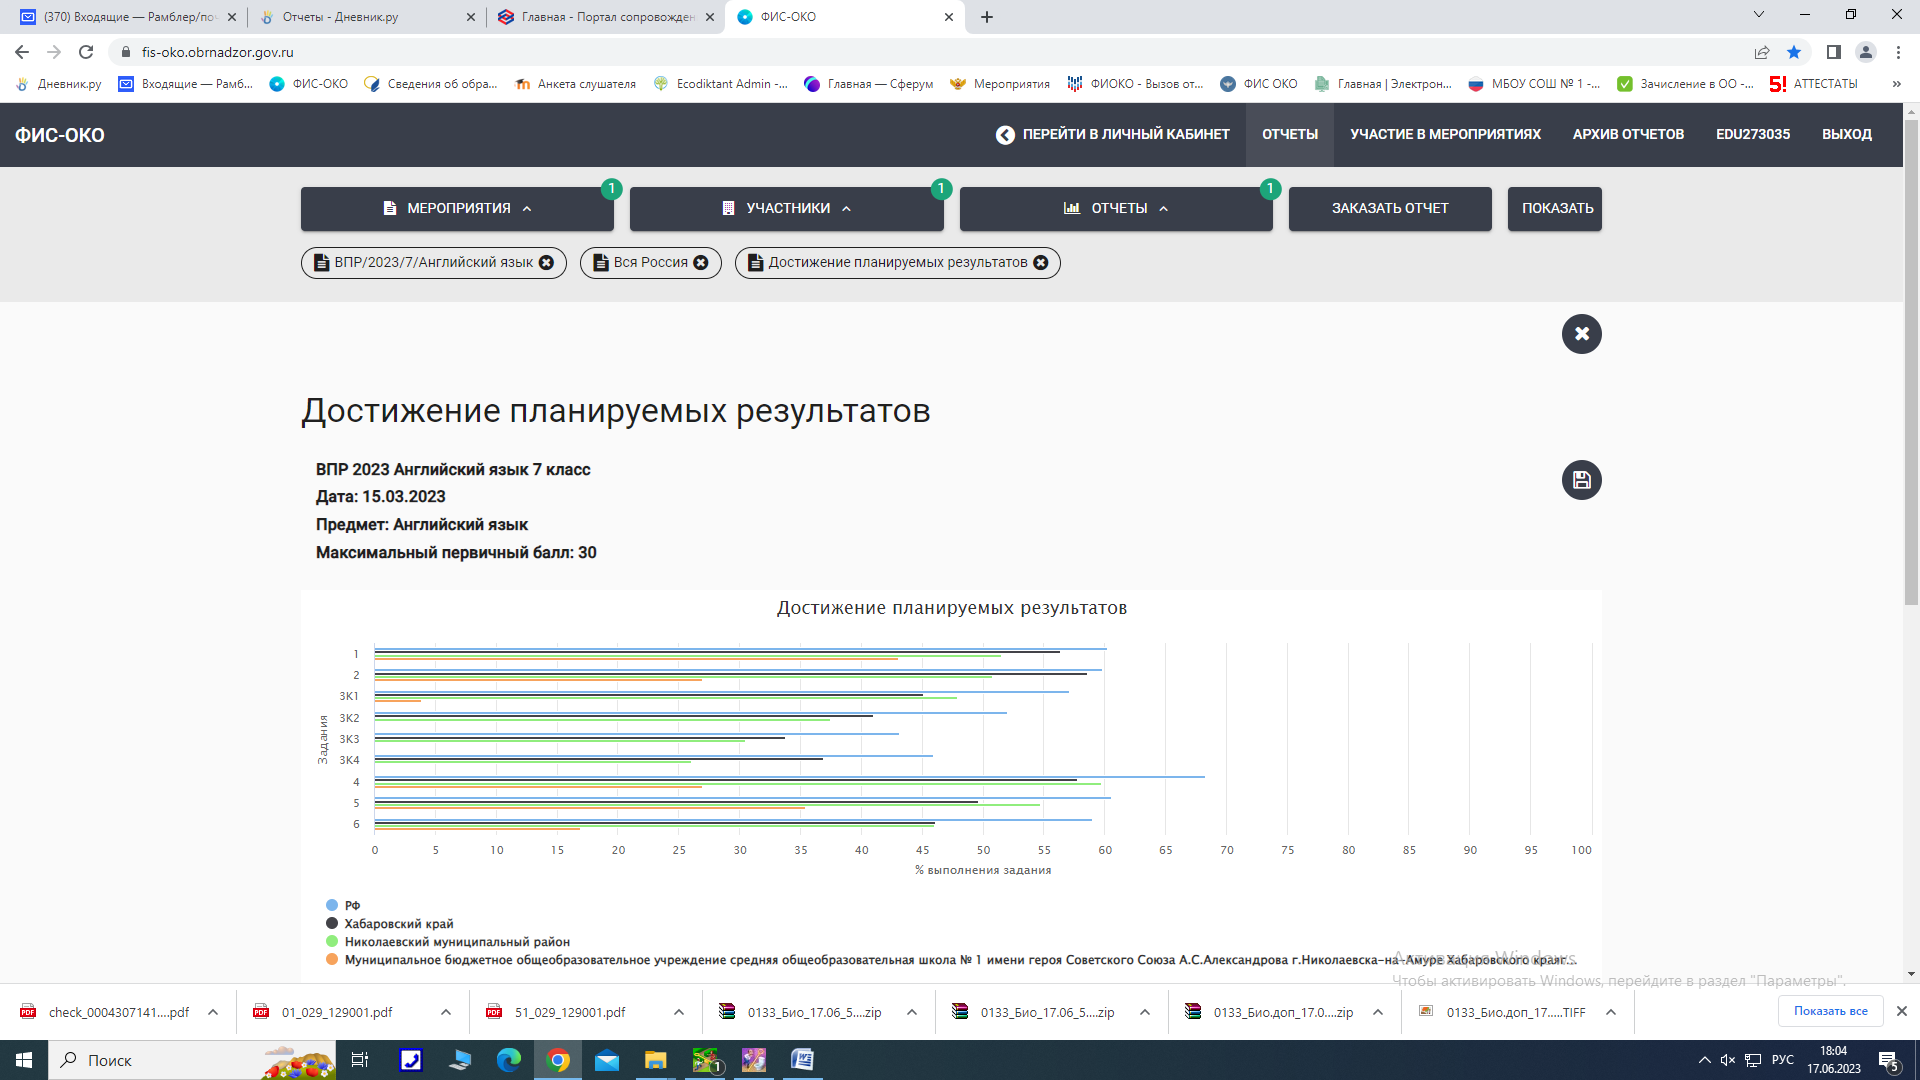 (370) Входящие — Рамблер/по
Отчеты - Дневник.ру
Главная - Портал сопровожден
ФИС-ОКО
fis-oko.obrnadzor.gov.ru
Дневник.ру
Входящие — Рамб...
ФИС-ОКО
Сведения об обра...
Анкета слушателя
Ecodiktant Admin -...
Главная — Сферум
Мероприятия
ФИОКО - Вызов от...
ФИС ОКО
Главная | Электрон...
МБОУ СОШ № 1 -...
Зачисление в ОО -...
5! АТТЕСТАТЫ
»
ФИС-ОКО
ПЕРЕЙТИ В ЛИЧНЫЙ КАБИНЕТ
ОТЧЕТЫ
УЧАСТИЕ В МЕРОПРИЯТИЯХ
АРХИВ ОТЧЕТОВ
EDU273035
ВЫХОД
МЕРОПРИЯТИЯ 1
УЧАСТНИКИ 1
ОТЧЕТЫ 1
ЗАКАЗАТЬ ОТЧЕТ
ПОКАЗАТЬ
ВПР/2023/7/Английский язык
Вся Россия
Достижение планируемых результатов
Достижение планируемых результатов
ВПР 2023 Английский язык 7 класс
Дата: 15.03.2023
Предмет: Английский язык
Максимальный первичный балл: 30
Достижение планируемых результатов
Задания
1
2
3К1
3К2
3К3
3К4
4
5
6
0 5 10 15 20 25 30 35 40 45 50 55 60 65 70 75 80 85 90 95 100
% выполнения задания
РФ
Хабаровский край
Николаевский муниципальный район
Муниципальное бюджетное общеобразовательное учреждение средняя общеобразовательная школа № 1 имени героя Советского Союза А.С.Александрова г.Николаевска-на-Амуре Хабаровского края...
Активация Windows
Чтобы активировать Windows, перейдите в раздел "Параметры".
check_0004307141....pdf
01_029_129001.pdf
51_029_129001.pdf
0133_Био_17.06_5....zip
0133_Био_17.06_5....zip
0133_Био.доп_17.0....zip
0133_Био.доп_17.....TIFF
Показать все
Поиск
1
РУС
18:04
17.06.2023
5